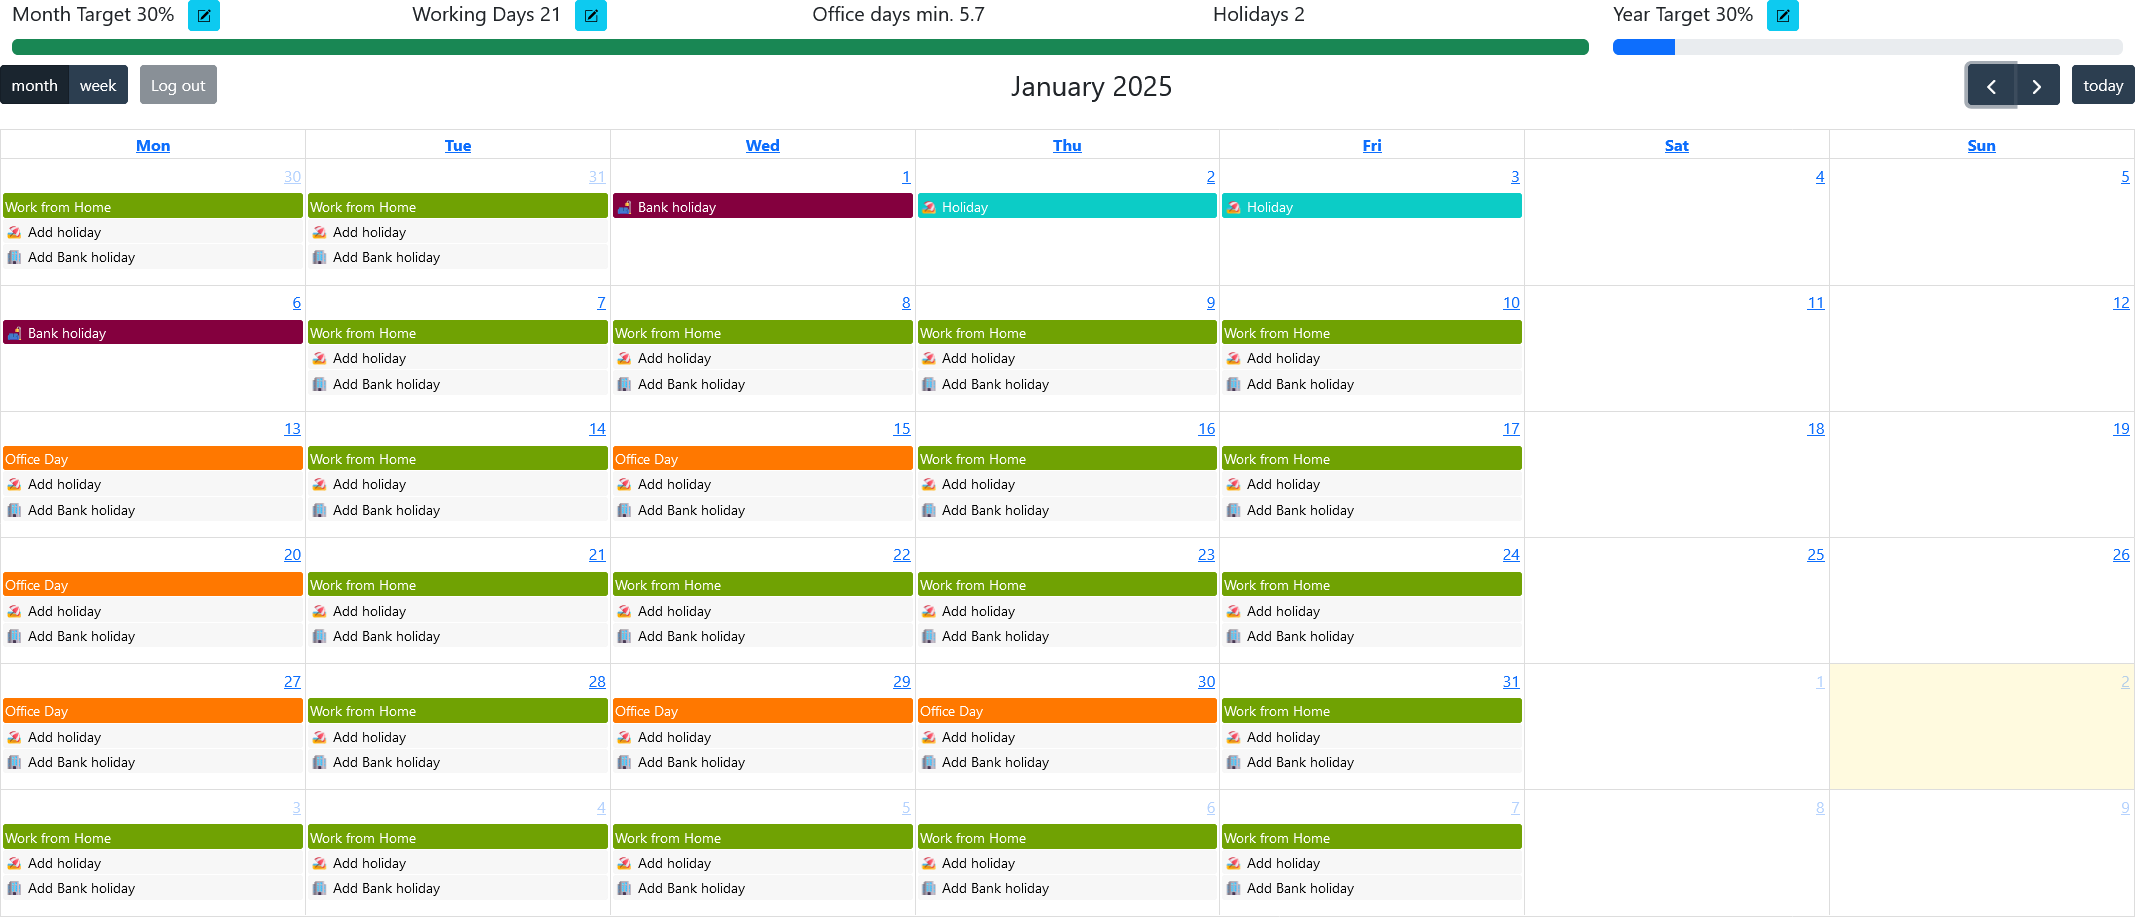 Month Target 30% Working Days 21 Office days min. 5.7 Holidays 2 Year Target 30%
month week Log out January 2025 today
Mon Tue Wed Thu Fri Sat Sun
30 31 1 2 3 4 5
Work from Home Work from Home Bank holiday Holiday Holiday
Add holiday Add holiday
Add Bank holiday Add Bank holiday
6 7 8 9 10 11 12
Bank holiday Work from Home Work from Home Work from Home Work from Home
Add holiday Add holiday Add holiday Add holiday
Add Bank holiday Add Bank holiday Add Bank holiday Add Bank holiday
13 14 15 16 17 18 19
Office Day Work from Home Office Day Work from Home Work from Home
Add holiday Add holiday Add holiday Add holiday Add holiday
Add Bank holiday Add Bank holiday Add Bank holiday Add Bank holiday Add Bank holiday
20 21 22 23 24 25 26
Office Day Work from Home Work from Home Work from Home Work from Home
Add holiday Add holiday Add holiday Add holiday Add holiday
Add Bank holiday Add Bank holiday Add Bank holiday Add Bank holiday Add Bank holiday
27 28 29 30 31 1 2
Office Day Work from Home Office Day Office Day Work from Home
Add holiday Add holiday Add holiday Add holiday Add holiday
Add Bank holiday Add Bank holiday Add Bank holiday Add Bank holiday Add Bank holiday
3 4 5 6 7 8 9
Work from Home Work from Home Work from Home Work from Home Work from Home
Add holiday Add holiday Add holiday Add holiday Add holiday
Add Bank holiday Add Bank holiday Add Bank holiday Add Bank holiday Add Bank holiday